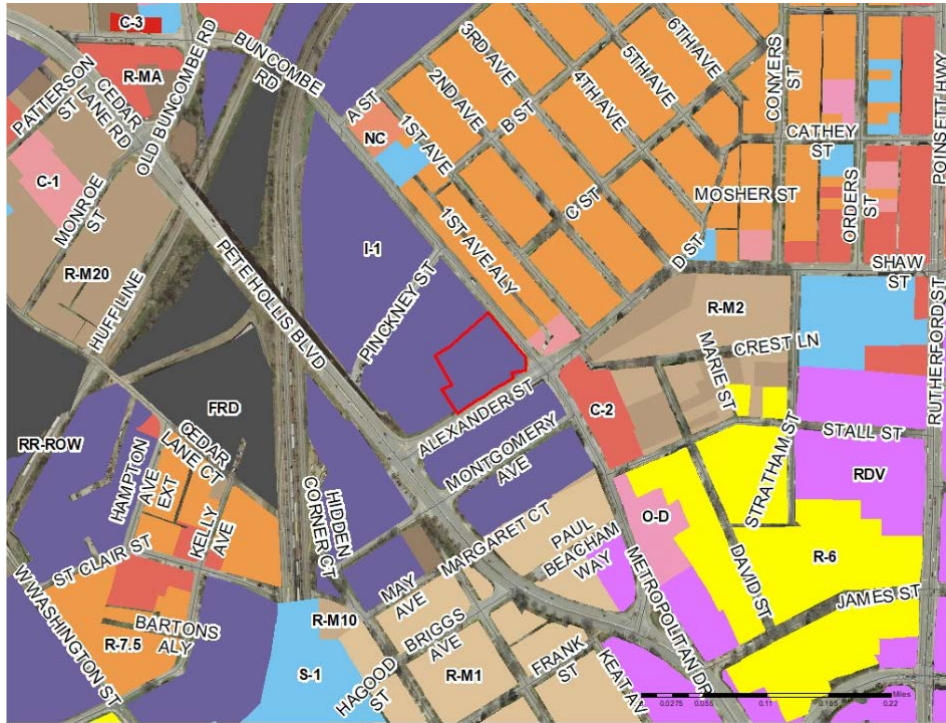 C-3
BUNCOMBE
RD
R-MA
OLD BUNCOMBE RD
CEDAR
LANE RD
PATTERSON
ST
3RD AVE
2ND AVE
6TH AVE
5TH AVE
4TH AVE
B ST
A ST
NC
1ST AVE
CONYERS
ST
POINSETT HWY
CATHEY
ST
C-1
MONROE
ST
C ST
MOSHER ST
ORDERS
ST
1ST AVE ALY
D ST
I-1
R-M20
HUFF LINE
PETE HOLLIS BLVD
PINCKNEY ST
SHAW
ST
R-M2
CREST LN
MARIE ST
RUTHERFORD ST
FRD
RR-ROW
CEDAR
LANE CT
HAMPTON
AVE
EXT
KELLY
AVE
ALEXANDER ST
C-2
MONTGOMERY
AVE
STRATHAM ST
STALL ST
RDV
HIDDEN
CORNER CT
O-D
ST CLAIR ST
MARGARET CT
PAUL
BEACHAM
WAY
R-6
DAVID ST
W WASHINGTON ST
MAY
AVE
METROPOLITAN DR
JAMES ST
R-M10
BARTONS
ALY
R-7.5
BRIGGS
AVE
S-1
HAGOOD
ST
R-M1
FRANK
ST
Miles
0.0275 0.055 0.11 0.165 0.22